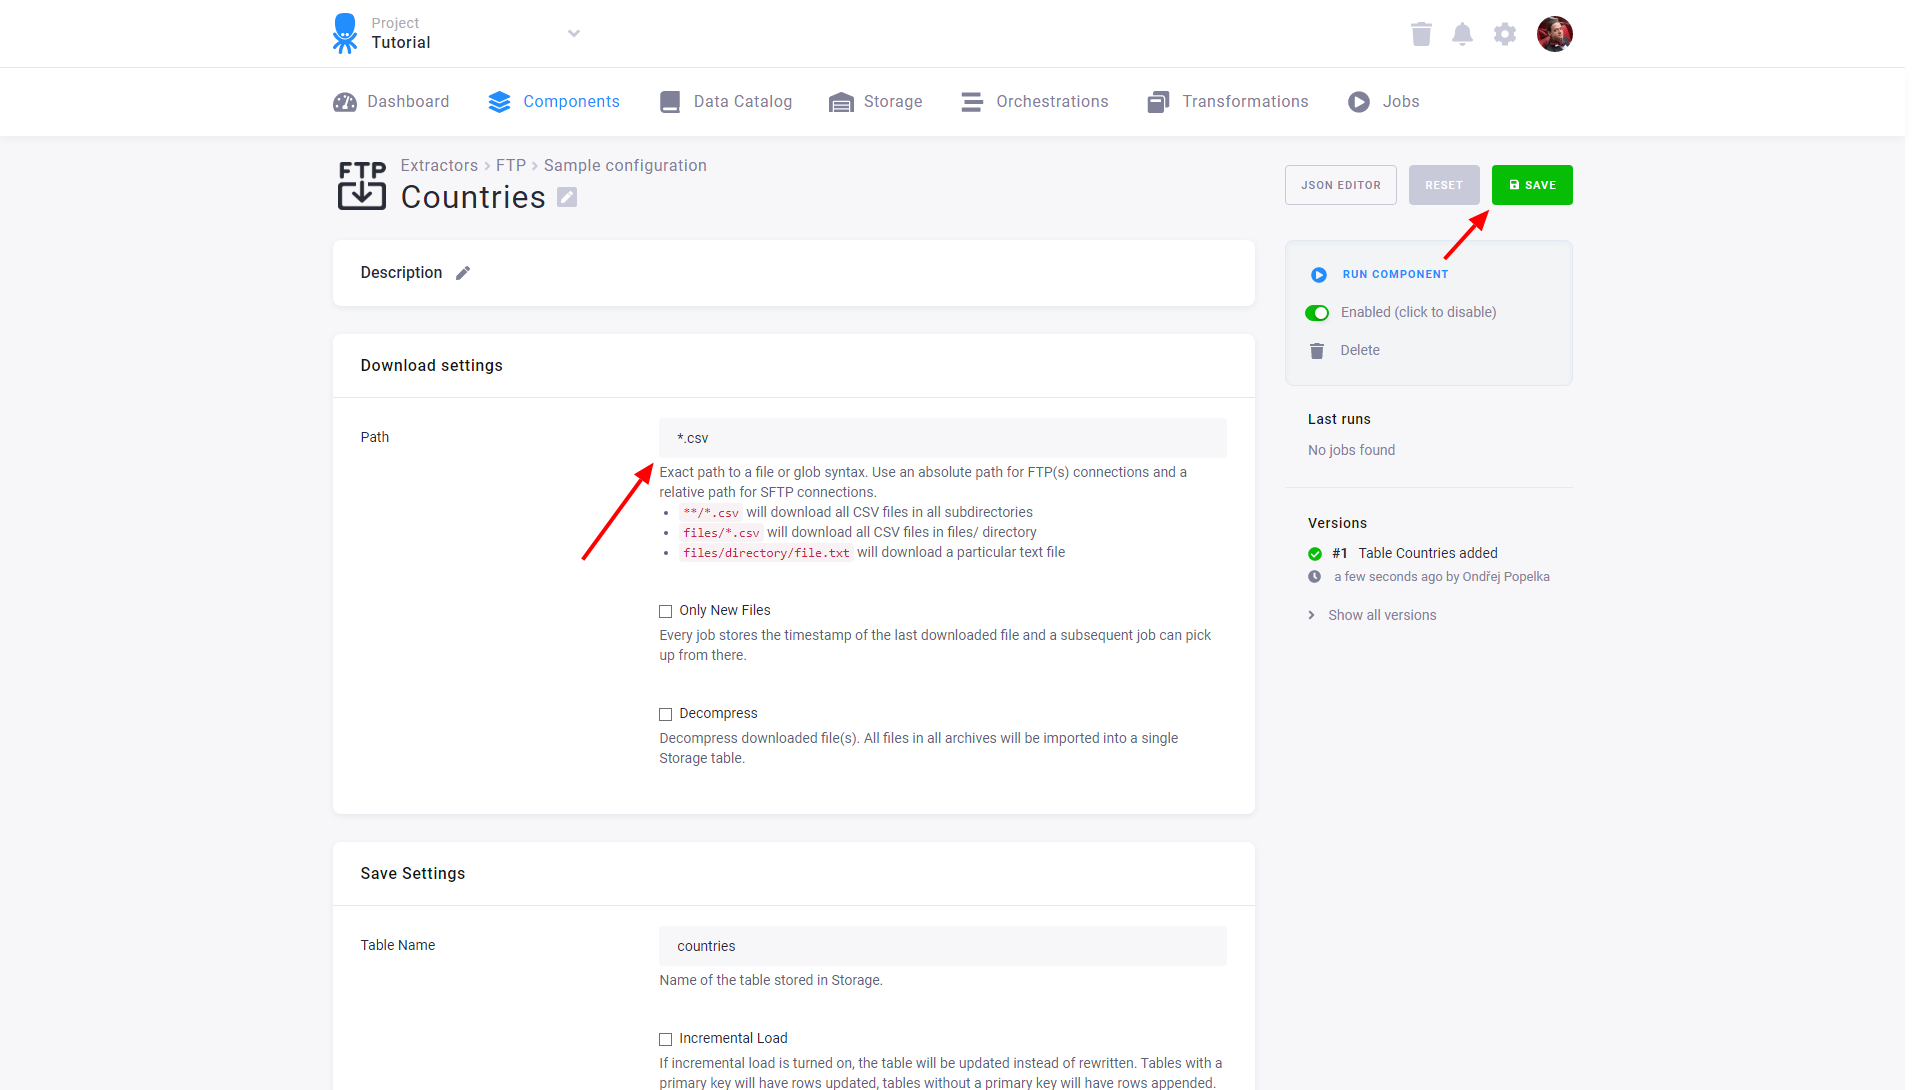 Project
Tutorial
Dashboard
Components
Data Catalog
Storage
Orchestrations
Transformations
Jobs
FTP
Extractors > FTP > Sample configuration
Countries
JSON EDITOR
RESET
SAVE
Description
Download settings
Path
*.csv
Exact path to a file or glob syntax. Use an absolute path for FTP(s) connections and a
relative path for SFTP connections.
• **/*.csv will download all CSV files in all subdirectories
• files/*.csv will download all CSV files in files/ directory
• files/directory/file.txt will download a particular text file
Only New Files
Every job stores the timestamp of the last downloaded file and a subsequent job can pick
up from there.
Decompress
Decompress downloaded file(s). All files in all archives will be imported into a single
Storage table.
Save Settings
Table Name
countries
Name of the table stored in Storage.
Incremental Load
If incremental load is turned on, the table will be updated instead of rewritten. Tables with a
primary key will have rows updated, tables without a primary key will have rows appended.
RUN COMPONENT
Enabled (click to disable)
Delete
Last runs
No jobs found
Versions
#1 Table Countries added
a few seconds ago by Ondřej Popelka
Show all versions